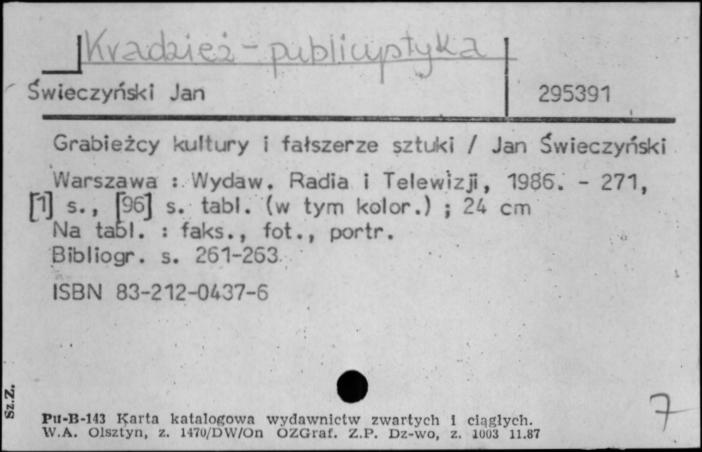 Kradzież - publicystyka
Świeczyński Jan 295391
Grabieżcy kultury i fałszerze sztuki / Jan Świeczyński
Warszawa : Wydaw. Radia i Telewizji, 1986. - 271,
[1] s., [96] s. tabl. (w tym kolor.) ; 24 cm
Na tabl. : faks., fot., portr.
Bibliogr. s. 261-263
ISBN 83-212-0437-6
Sz.Z.
7
Pu-B-143 Karta katalogowa wydawnictw zwartych i ciągłych.
W.A. Olsztyn, z. 1470/DW/On OZGraf. Z.P. Dz-wo, z. 1003 11.87